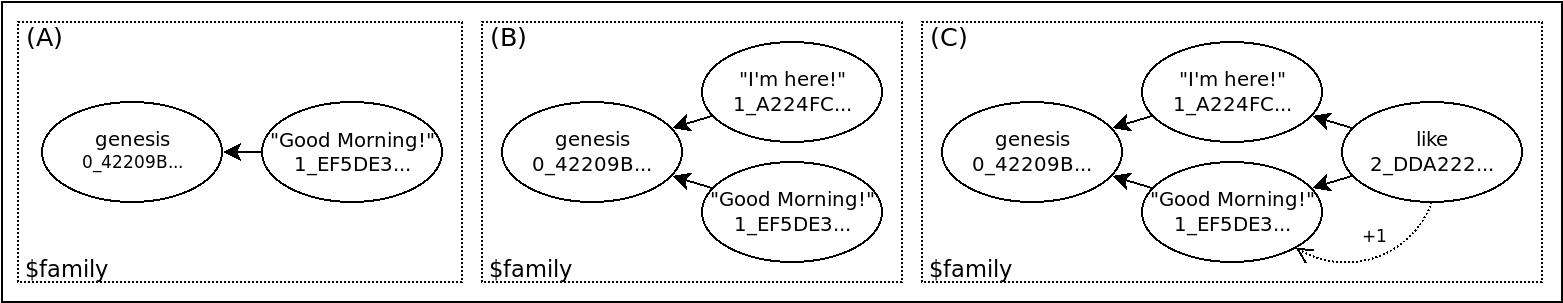 (A)
genesis
0_42209B...
"Good Morning!"
1_EF5DE3...
$family
(B)
"I'm here!"
1_A224FC...
genesis
0_42209B...
"Good Morning!"
1_EF5DE3...
$family
(C)
"I'm here!"
1_A224FC...
genesis
0_42209B...
like
2_DDA222...
"Good Morning!"
1_EF5DE3...
+1
$family